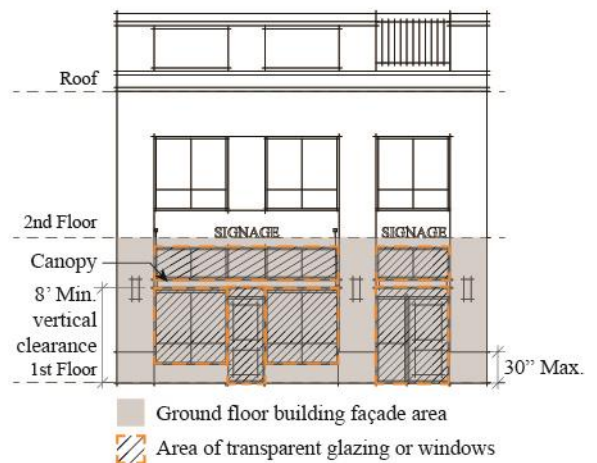 Roof
2nd Floor
SIGNAGE SIGNAGE
Canopy
8’ Min.
vertical
clearance
1st Floor
30” Max.
Ground floor building façade area
Area of transparent glazing or windows